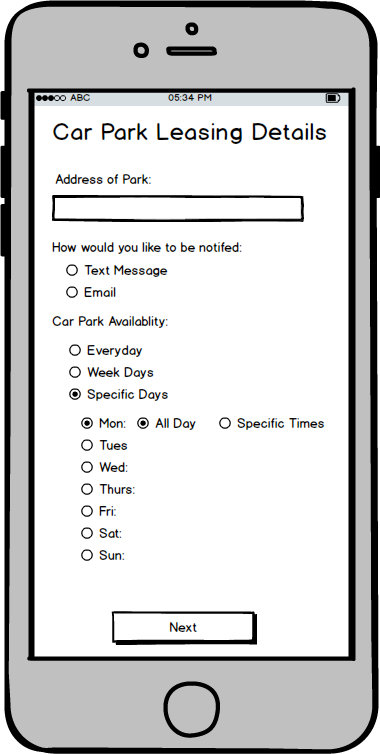 ABC 05:34 PM
Car Park Leasing Details
Address of Park:
How would you like to be notifed:
Text Message
Email
Car Park Availablity:
Everyday
Week Days
Specific Days
Mon: All Day Specific Times
Tues
Wed:
Thurs:
Fri:
Sat:
Sun:
Next